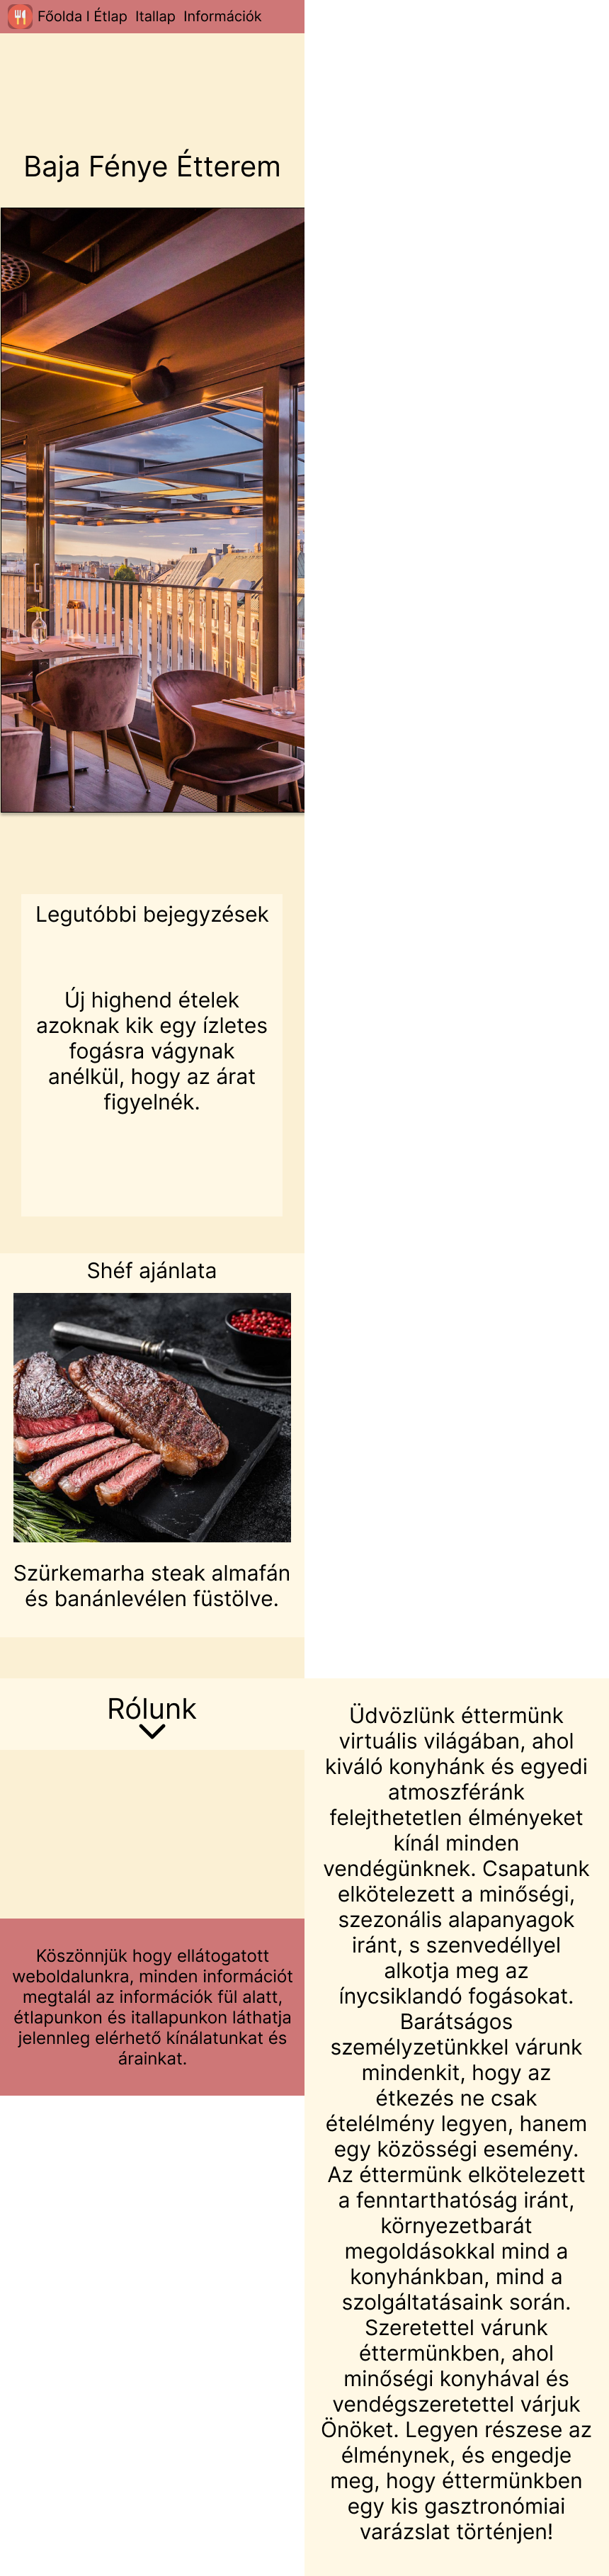 Főolda l Étlap Itallap Információk
Baja Fénye Étterem
Legutóbbi bejegyzések
Új highend ételek
azoknak kik egy ízletes
fogásra vágynak
anélkül, hogy az árat
figyelnék.
Shéf ajánlata
Szürkemarha steak almafán
és banánlevélen füstölve.
Rólunk
Köszönnjük hogy ellátogatott
weboldalunkra, minden információt
megtalál az információk fül alatt,
étlapunkon és itallapunkon láthatja
jelennleg elérhető kínálatunkat és
árainkat.
Üdvözlünk éttermünk
virtuális világában, ahol
kiváló konyhánk és egyedi
atmoszféránk
felejthetetlen élményeket
kínál minden
vendégünknek. Csapatunk
elkötelezett a minőségi,
szezonális alapanyagok
iránt, s szenvedéllyel
alkotja meg az
ínycsiklandó fogásokat.
Barátságos
személyzetünkkel várunk
mindenkit, hogy az
étkezés ne csak
ételélmény legyen, hanem
egy közösségi esemény.
Az éttermünk elkötelezett
a fenntarthatóság iránt,
környezetbarát
megoldásokkal mind a
konyhánkban, mind a
szolgáltatásaink során.
Szeretettel várunk
éttermünkben, ahol
minőségi konyhával és
vendégszeretettel várjuk
Önöket. Legyen részese az
élménynek, és engedje
meg, hogy éttermünkben
egy kis gasztronómiai
varázslat történjen!